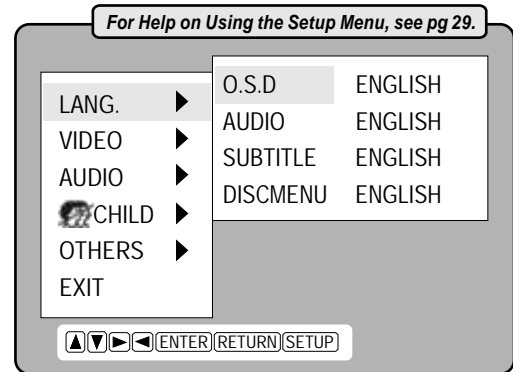 For Help on Using the Setup Menu, see pg 29.
LANG.
VIDEO
AUDIO
CHILD
OTHERS
EXIT
O.S.D ENGLISH
AUDIO ENGLISH
SUBTITLE ENGLISH
DISCMENU ENGLISH
ENTER RETURN SETUP